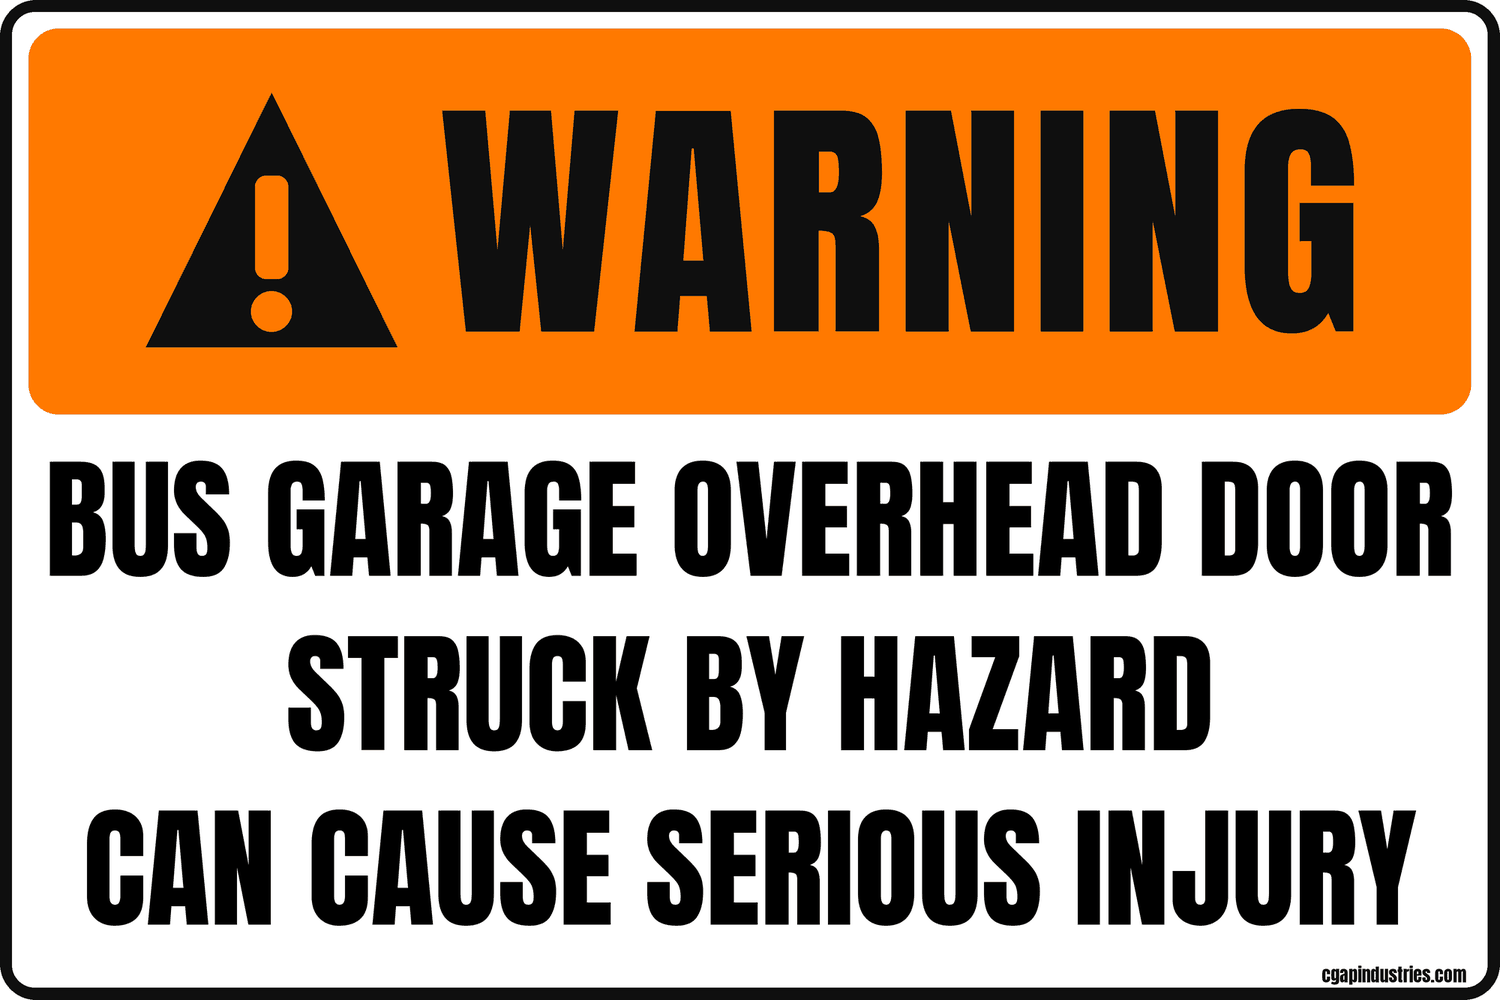 WARNING
BUS GARAGE OVERHEAD DOOR
STRUCK BY HAZARD
CAN CAUSE SERIOUS INJURY
cgapindustries.com